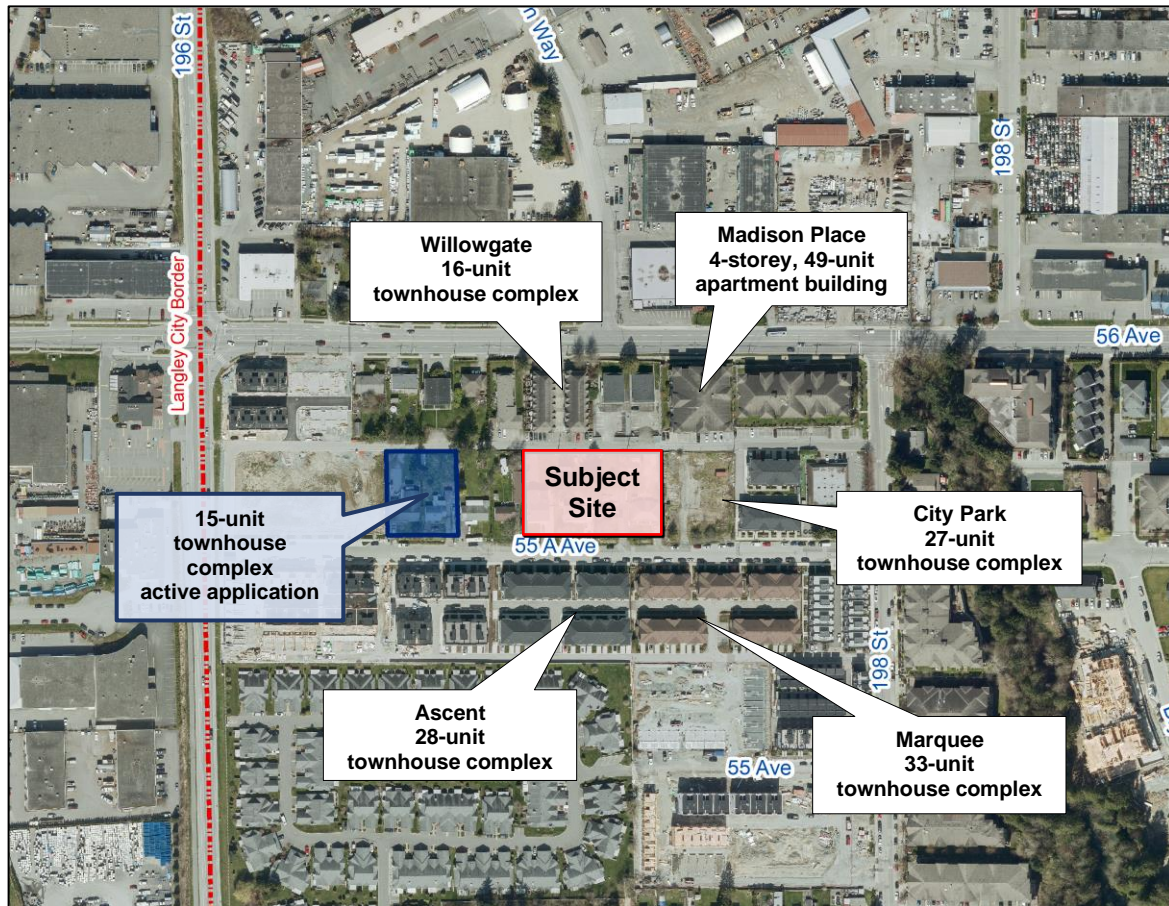 196 St
n Way
198 St
Willowgate
16-unit
townhouse complex
Madison Place
4-storey, 49-unit
apartment building
56 Ave
Langley City Border
Subject
Site
15-unit
townhouse
complex
active application
55 A Ave
City Park
27-unit
townhouse complex
198 St
Ascent
28-unit
townhouse complex
55 Ave
Marquee
33-unit
townhouse complex